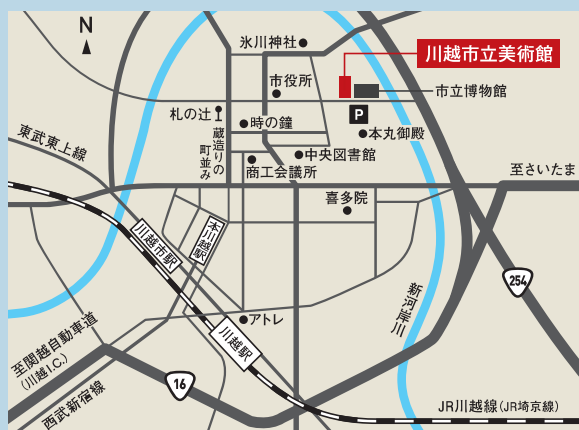 N
氷川神社
川越市立美術館
市役所
市立博物館
札の辻
P
時の鐘
本丸御殿
蔵造りの
町並み
東武東上線
中央図書館
商工会議所
至さいたま
喜多院
川越市駅
本川越駅
254
新河岸川
アトレ
川越駅
至関越自動車道
(川越I.C.)
16
西武新宿線
JR川越線(JR埼京線)